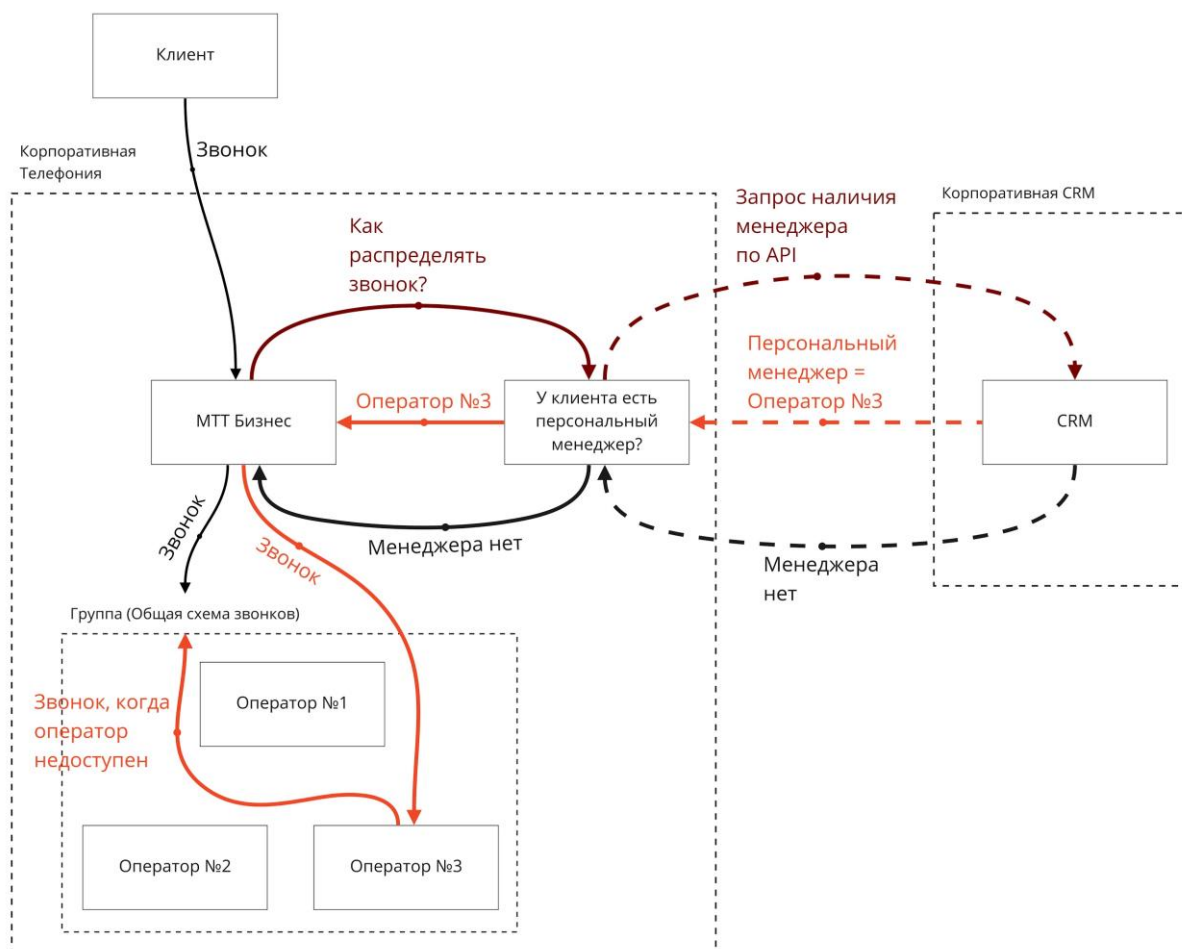 Клиент
Корпоративная
Телефония
Звонок
Запрос наличия
менеджера
по API
Корпоративная CRM
Как
распределять
звонок?
Персональный
менеджер =
Оператор №3
МТТ Бизнес
Оператор №3
У клиента есть
персональный
менеджер?
CRM
Звонок
Звонок
Менеджера нет
Менеджера
нет
Группа (Общая схема звонков)
Звонок, когда
оператор
недоступен
Оператор №1
Оператор №2
Оператор №3